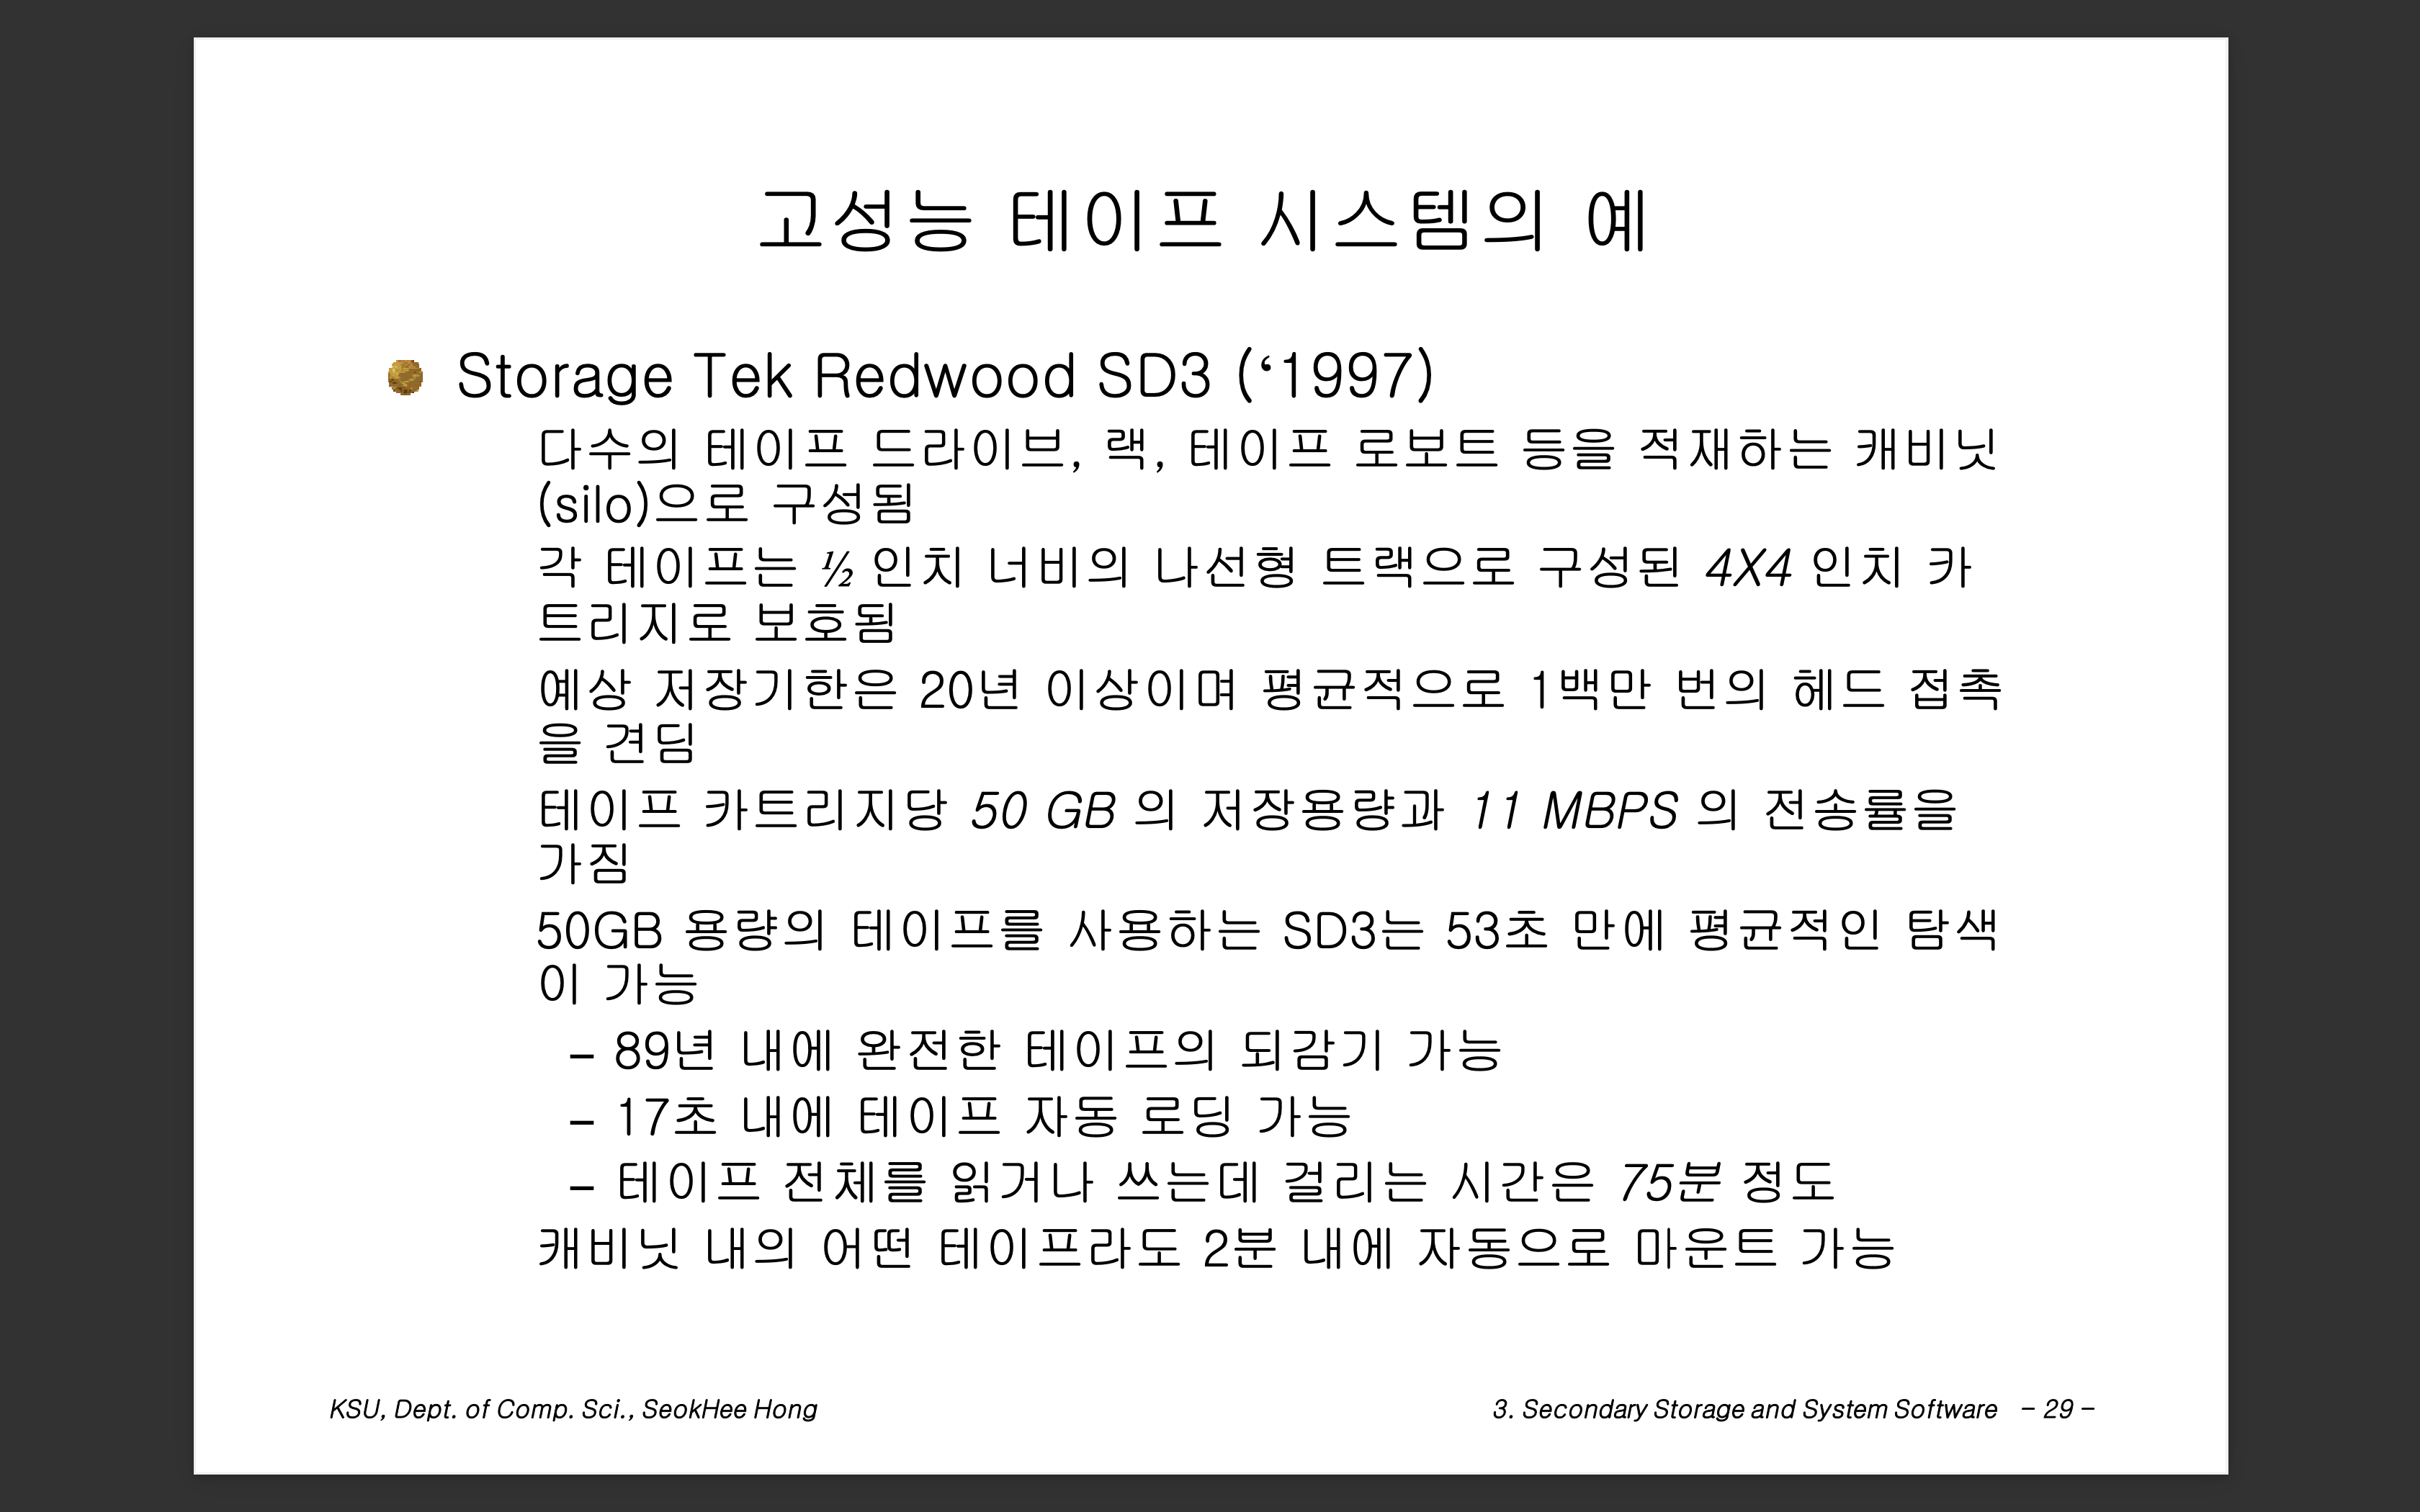 고성능 테이프 시스템의 예
Storage Tek Redwood SD3 (‘1997)
다수의 테이프 드라이브, 랙, 테이프 로보트 등을 적재하는 캐비닛
(silo)으로 구성됨
각 테이프는 ½ 인치 너비의 나선형 트랙으로 구성된 4X4 인치 카
트리지로 보호됨
예상 저장기한은 20년 이상이며 평균적으로 1백만 번의 헤드 접촉
을 견딤
테이프 카트리지당 50 GB 의 저장용량과 11 MBPS 의 전송률을
가짐
50GB 용량의 테이프를 사용하는 SD3는 53초 만에 평균적인 탐색
이 가능
– 89년 내에 완전한 테이프의 되감기 가능
– 17초 내에 테이프 자동 로딩 가능
– 테이프 전체를 읽거나 쓰는데 걸리는 시간은 75분 정도
캐비닛 내의 어떤 테이프라도 2분 내에 자동으로 마운트 가능
KSU, Dept. of Comp. Sci., SeokHee Hong
3. Secondary Storage and System Software – 29 –